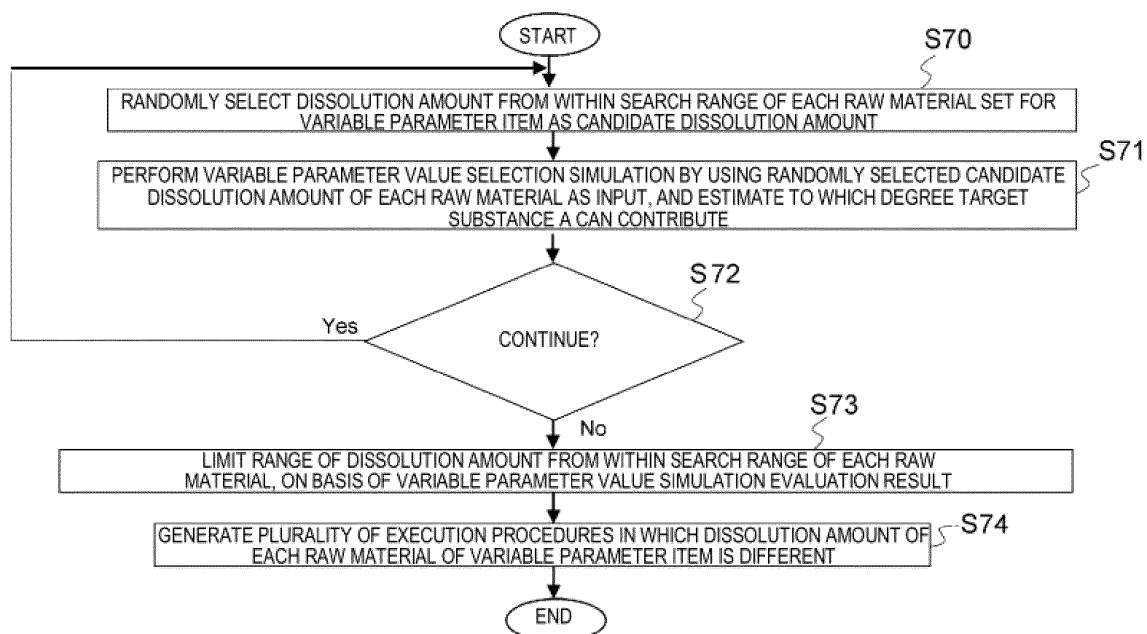 START
S70
RANDOMLY SELECT DISSOLUTION AMOUNT FROM WITHIN SEARCH RANGE OF EACH RAW MATERIAL SET FOR
VARIABLE PARAMETER ITEM AS CANDIDATE DISSOLUTION AMOUNT
S71
PERFORM VARIABLE PARAMETER VALUE SELECTION SIMULATION BY USING RANDOMLY SELECTED CANDIDATE
DISSOLUTION AMOUNT OF EACH RAW MATERIAL AS INPUT, AND ESTIMATE TO WHICH DEGREE TARGET
SUBSTANCE A CAN CONTRIBUTE
S72
Yes
CONTINUE?
No
S73
LIMIT RANGE OF DISSOLUTION AMOUNT FROM WITHIN SEARCH RANGE OF EACH RAW
MATERIAL, ON BASIS OF VARIABLE PARAMETER VALUE SIMULATION EVALUATION RESULT
S74
GENERATE PLURALITY OF EXECUTION PROCEDURES IN WHICH DISSOLUTION AMOUNT OF
EACH RAW MATERIAL OF VARIABLE PARAMETER ITEM IS DIFFERENT
END